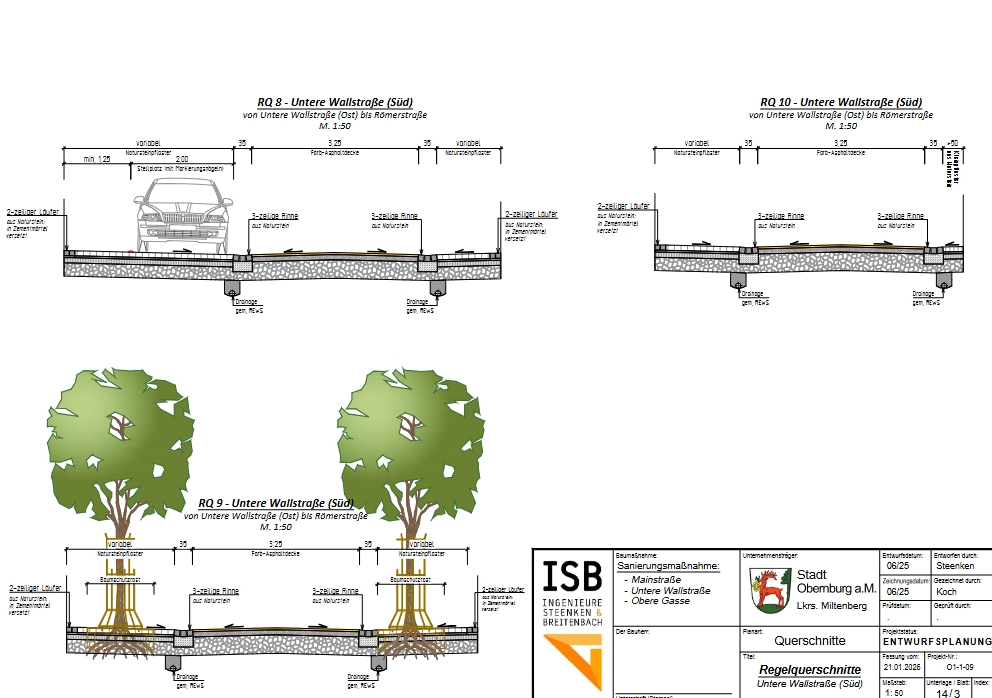 RQ 8 - Untere Wallstraße (Süd)
von Untere Wallstraße (Ost) bis Römerstraße
M. 1:50
variabel
35
3,25
35
variabel
Natursteinpflaster
Farb-Asphaltdecke
Natursteinpflaster
min. 1,25
2.00
Stellplatz (mit Markierungsnägeln)
2-zeiliger Läufer
aus Naturstein;
in Zementmörtel
versetzt
3-zeilige Rinne
aus Naturstein
3-zeilige Rinne
aus Naturstein
2-zeiliger Läufer
aus Naturstein;
in Zementmörtel
versetzt
Drainage
gem. REwS
Drainage
gem. REwS
RQ 10 - Untere Wallstraße (Süd)
von Untere Wallstraße (Ost) bis Römerstraße
M. 1:50
variabel
35
3,25
35
>50
Natursteinpflaster
Farb-Asphaltdecke
2-zeiliger Läufer
aus Naturstein;
in Zementmörtel
versetzt
3-zeilige Rinne
aus Naturstein
3-zeilige Rinne
aus Naturstein
Drainage
gem. REwS
Drainage
gem. REwS
RQ 9 - Untere Wallstraße (Süd)
von Untere Wallstraße (Ost) bis Römerstraße
M. 1:50
variabel
35
3,25
35
variabel
Natursteinpflaster
Farb-Asphaltdecke
Natursteinpflaster
Baumschutzrost
Baumschutzrost
2-zeiliger Läufer
aus Naturstein;
in Zementmörtel
versetzt
3-zeilige Rinne
aus Naturstein
3-zeilige Rinne
aus Naturstein
2-zeiliger Läufer
aus Naturstein;
in Zementmörtel
versetzt
Drainage
gem. REwS
Drainage
gem. REwS
ISB
INGENIEURE
STEENKEN &
BREITENBACH
Baumaßnahme:
Sanierungsmaßnahme:
- Mainstraße
- Untere Wallstraße
- Obere Gasse
Der Bauherr:
Unterschrift (Stempel)
Unternehmensträger:
Stadt
Obernburg a.M.
Lkrs. Miltenberg
Planart:
Querschnitte
Titel:
Regelquerschnitte
Untere Wallstraße (Süd)
Entwurfsdatum:
06/25
Entworfen durch:
Steenken
Zeichnungsdatum:
06/25
Gezeichnet durch:
Koch
Prüfdatum:
.
Geprüft durch:
.
Projektstatus:
ENTWURFSPLANUNG
Fassung vom:
21.01.2026
Projekt-Nr.:
O1-1-09
Maßstab:
1: 50
Unterlage / Blatt:
14/3
Index: